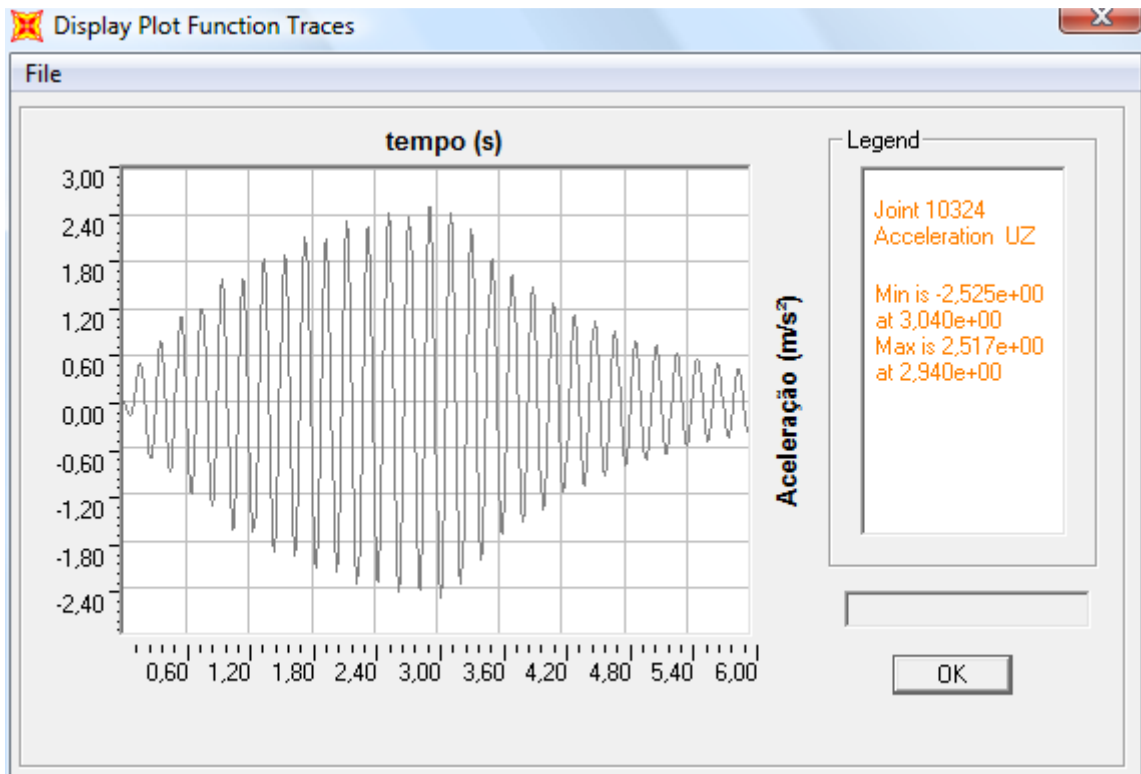 Display Plot Function Traces
X
File
tempo (s)
3,00
2,40
1,80
1,20
0,60
0,00
-0,60
-1,20
-1,80
-2,40
0,60 1,20 1,80 2,40 3,00 3,60 4,20 4,80 5,40 6,00
Aceleração (m/s²)
Legend
Joint 10324
Acceleration UZ
Min is -2,525e+00
at 3,040e+00
Max is 2,517e+00
at 2,940e+00
OK